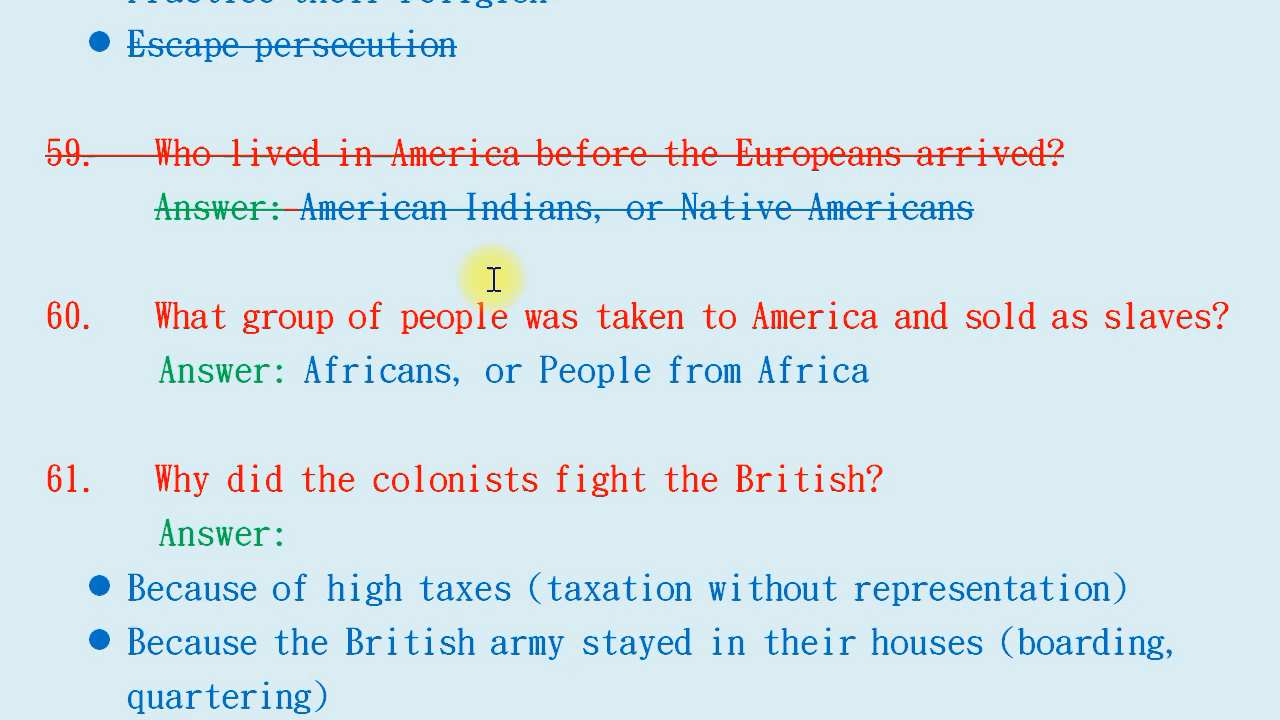 Practice their religion
● Escape persecution
59. Who lived in America before the Europeans arrived?
Answer: American Indians, or Native Americans
60. What group of people was taken to America and sold as slaves?
Answer: Africans, or People from Africa
61. Why did the colonists fight the British?
Answer:
● Because of high taxes (taxation without representation)
● Because the British army stayed in their houses (boarding,
quartering)